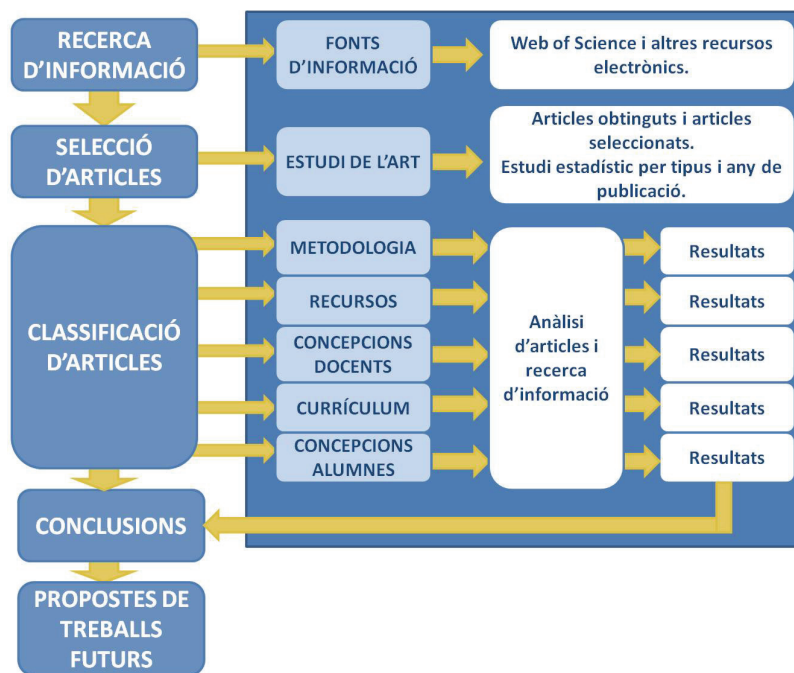 RECERCA
D'INFORMACIÓ
FONTS
D'INFORMACIÓ
Web of Science i altres recursos
electrònics.
SELECCIÓ
D'ARTICLES
ESTUDI DE L'ART
Articles obtinguts i articles
seleccionats.
Estudi estadístic per tipus i any de
publicació.
CLASSIFICACIÓ
D'ARTICLES
METODOLOGIA
RECURSOS
CONCEPCIONS
DOCENTS
CURRÍCULUM
CONCEPCIONS
ALUMNES
Anàlisi
d'articles i
recerca
d'informació
Resultats
Resultats
Resultats
Resultats
Resultats
CONCLUSIONS
PROPOSTES DE
TREBALLS
FUTURS